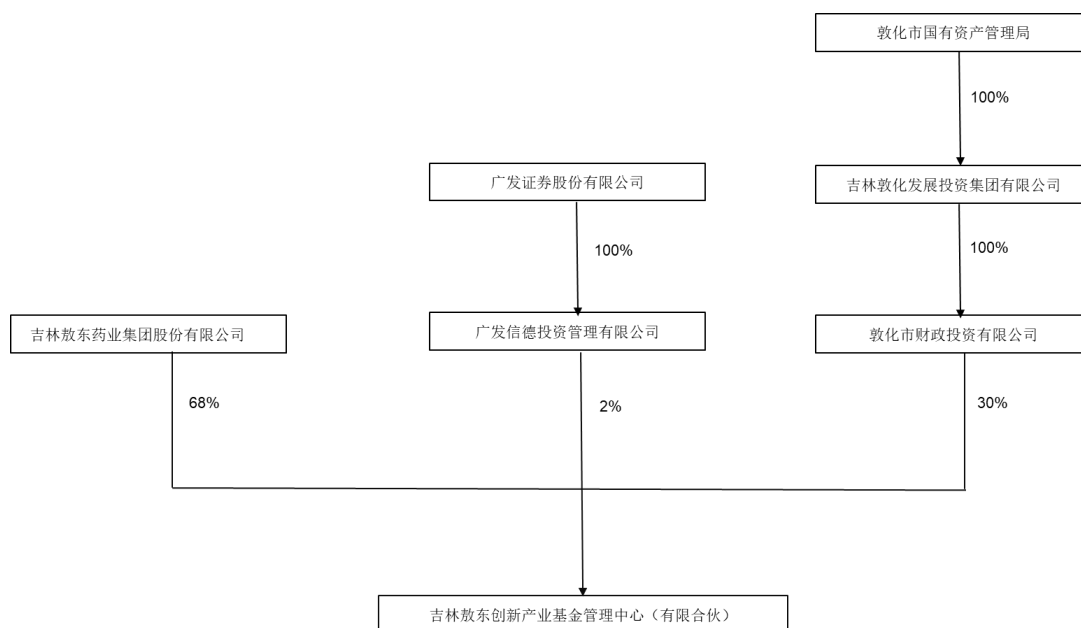 敦化市国有资产管理局
100%
广发证券股份有限公司
吉林敦化发展投资集团有限公司
100%
100%
吉林敖东药业集团股份有限公司
广发信德投资管理有限公司
敦化市财政投资有限公司
68%
2%
30%
吉林敖东创新产业基金管理中心（有限合伙）